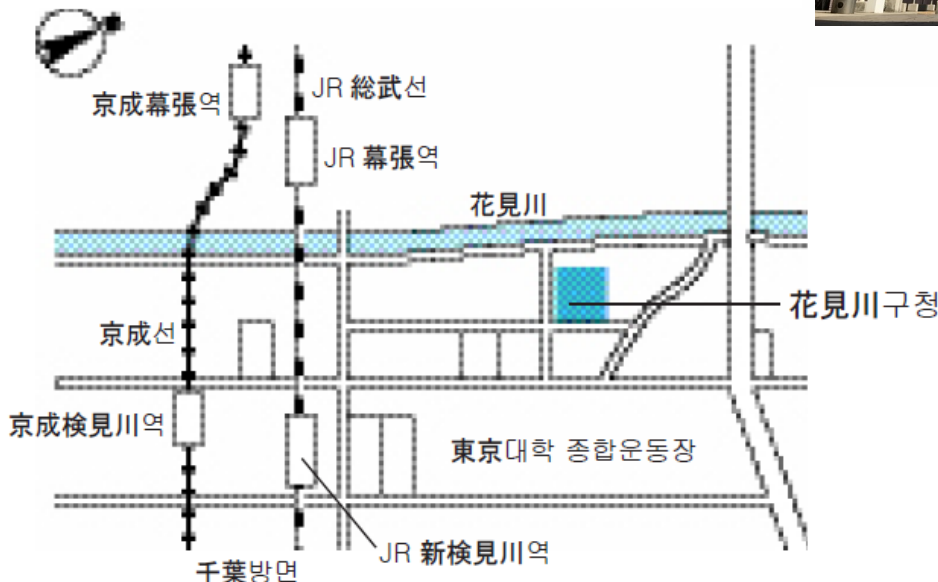 JR 総武선
京成幕張역
JR 幕張역
花見川
花見川구청
京成선
京成検見川역
東京대학 종합운동장
JR 新検見川역
千葉방면